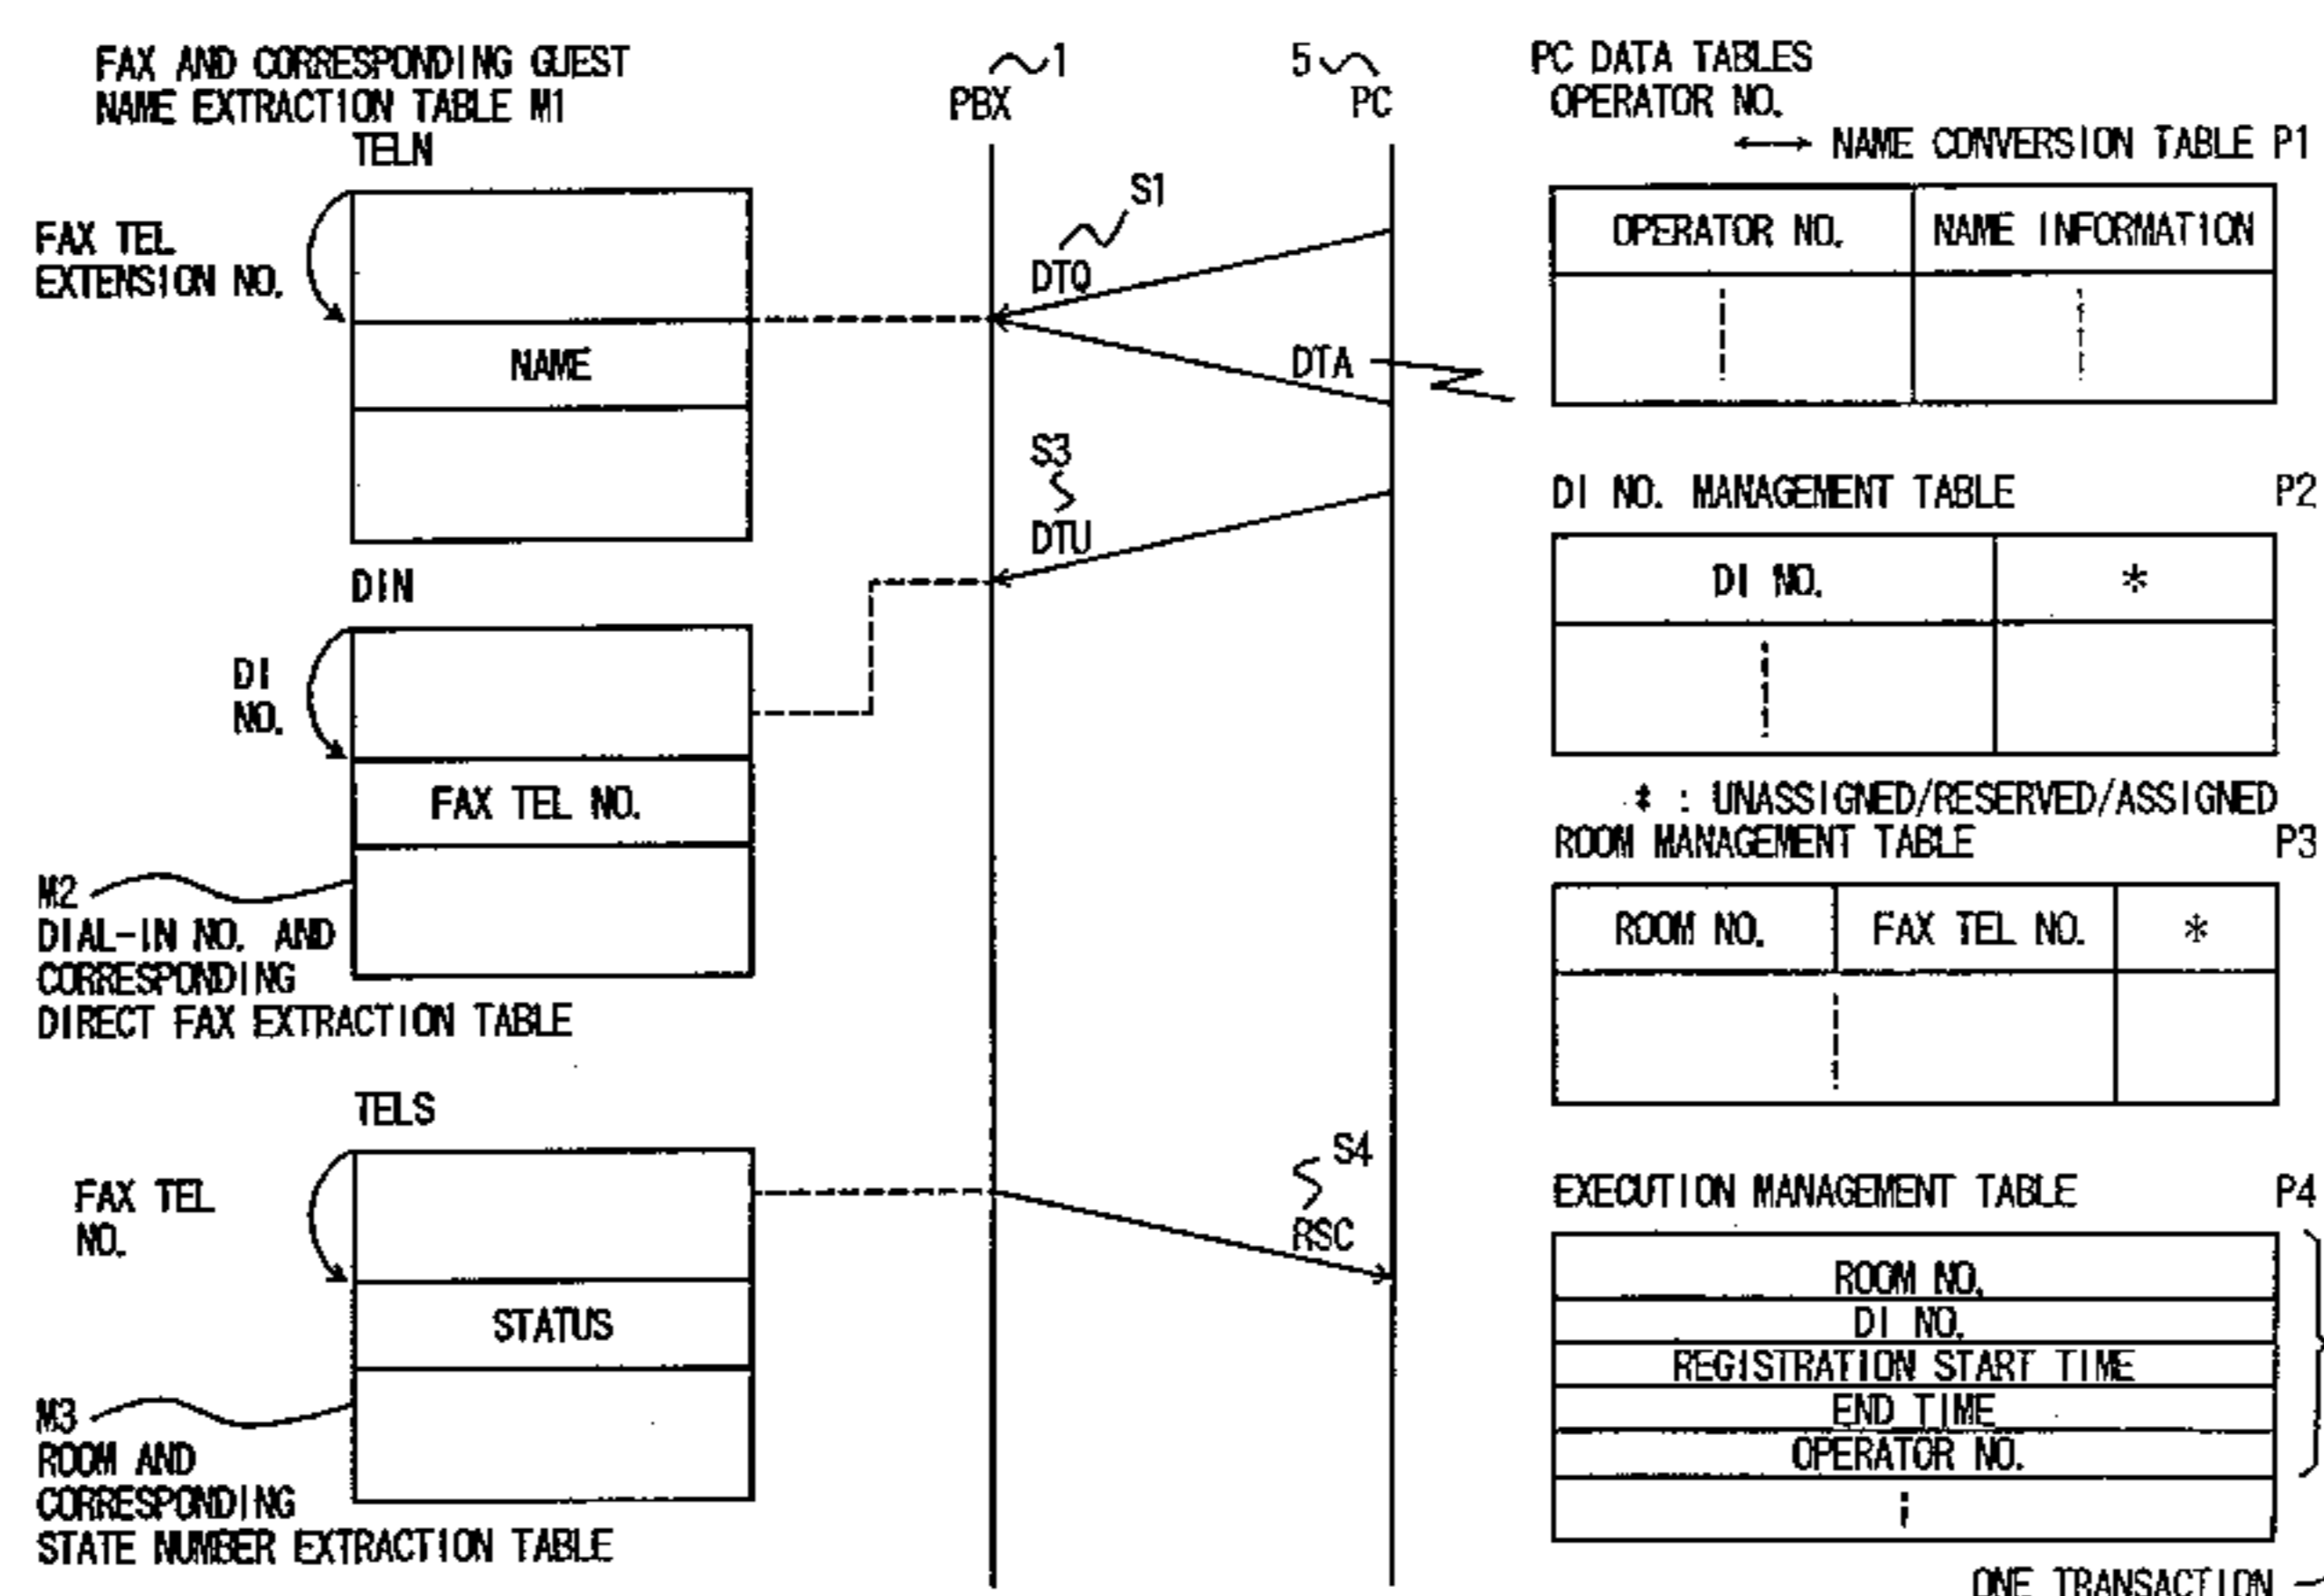 FAX AND CORRESPONDING GUEST
NAME EXTRACTION TABLE M1
TELN
FAX TEL
EXTENSION NO.
NAME
DIN
DI
NO.
FAX TEL NO.
M2
DIAL-IN NO. AND
CORRESPONDING
DIRECT FAX EXTRACTION TABLE
TELS
FAX TEL
NO.
STATUS
M3
ROOM AND
CORRESPONDING
STATE NUMBER EXTRACTION TABLE
1
PBX
5
PC
S1
DTQ
DTA
S3
DTU
S4
RSC
PC DATA TABLES
OPERATOR NO.
↔ NAME CONVERSION TABLE P1
OPERATOR NO. NAME INFORMATION
DI NO. MANAGEMENT TABLE P2
DI NO. *
* : UNASSIGNED/RESERVED/ASSIGNED
ROOM MANAGEMENT TABLE P3
ROOM NO. FAX TEL NO. *
EXECUTION MANAGEMENT TABLE P4
ROOM NO.
DI NO.
REGISTRATION START TIME
END TIME
OPERATOR NO.
ONE TRANSACTION